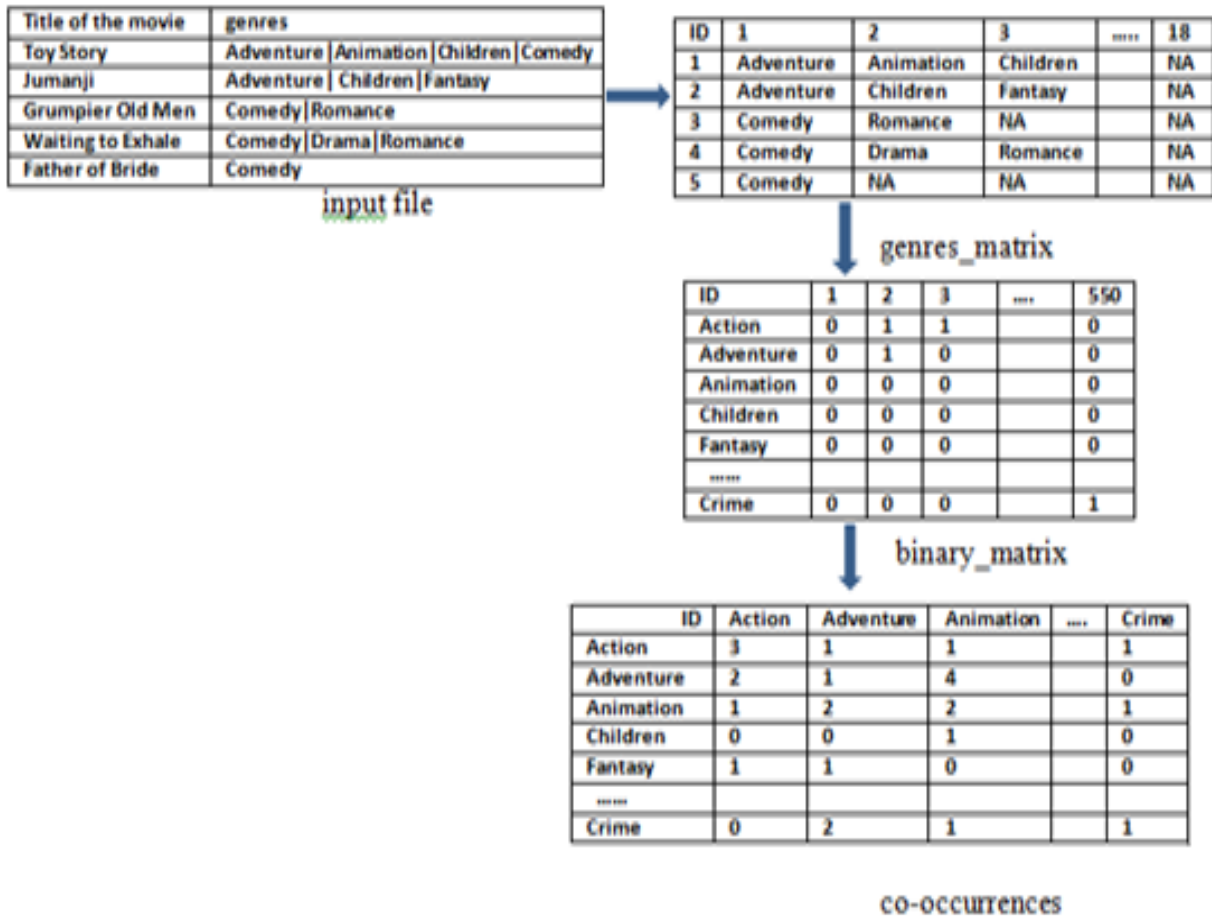 Title of the movie genres
Toy Story Adventure|Animation|Children|Comedy
Jumanji Adventure| Children|Fantasy
Grumpier Old Men Comedy|Romance
Waiting to Exhale Comedy|Drama|Romance
Father of Bride Comedy
input file
ID 1 2 3 ..... 18
1 Adventure Animation Children NA
2 Adventure Children Fantasy NA
3 Comedy Romance NA NA
4 Comedy Drama Romance NA
5 Comedy NA NA NA
genres_matrix
ID 1 2 3 .... 550
Action 0 1 1 0
Adventure 0 1 0 0
Animation 0 0 0 0
Children 0 0 0 0
Fantasy 0 0 0 0
......
Crime 0 0 0 1
binary_matrix
ID Action Adventure Animation .... Crime
Action 3 1 1 1
Adventure 2 1 4 0
Animation 1 2 2 1
Children 0 0 1 0
Fantasy 1 1 0 0
......
Crime 0 2 1 1
co-occurrences